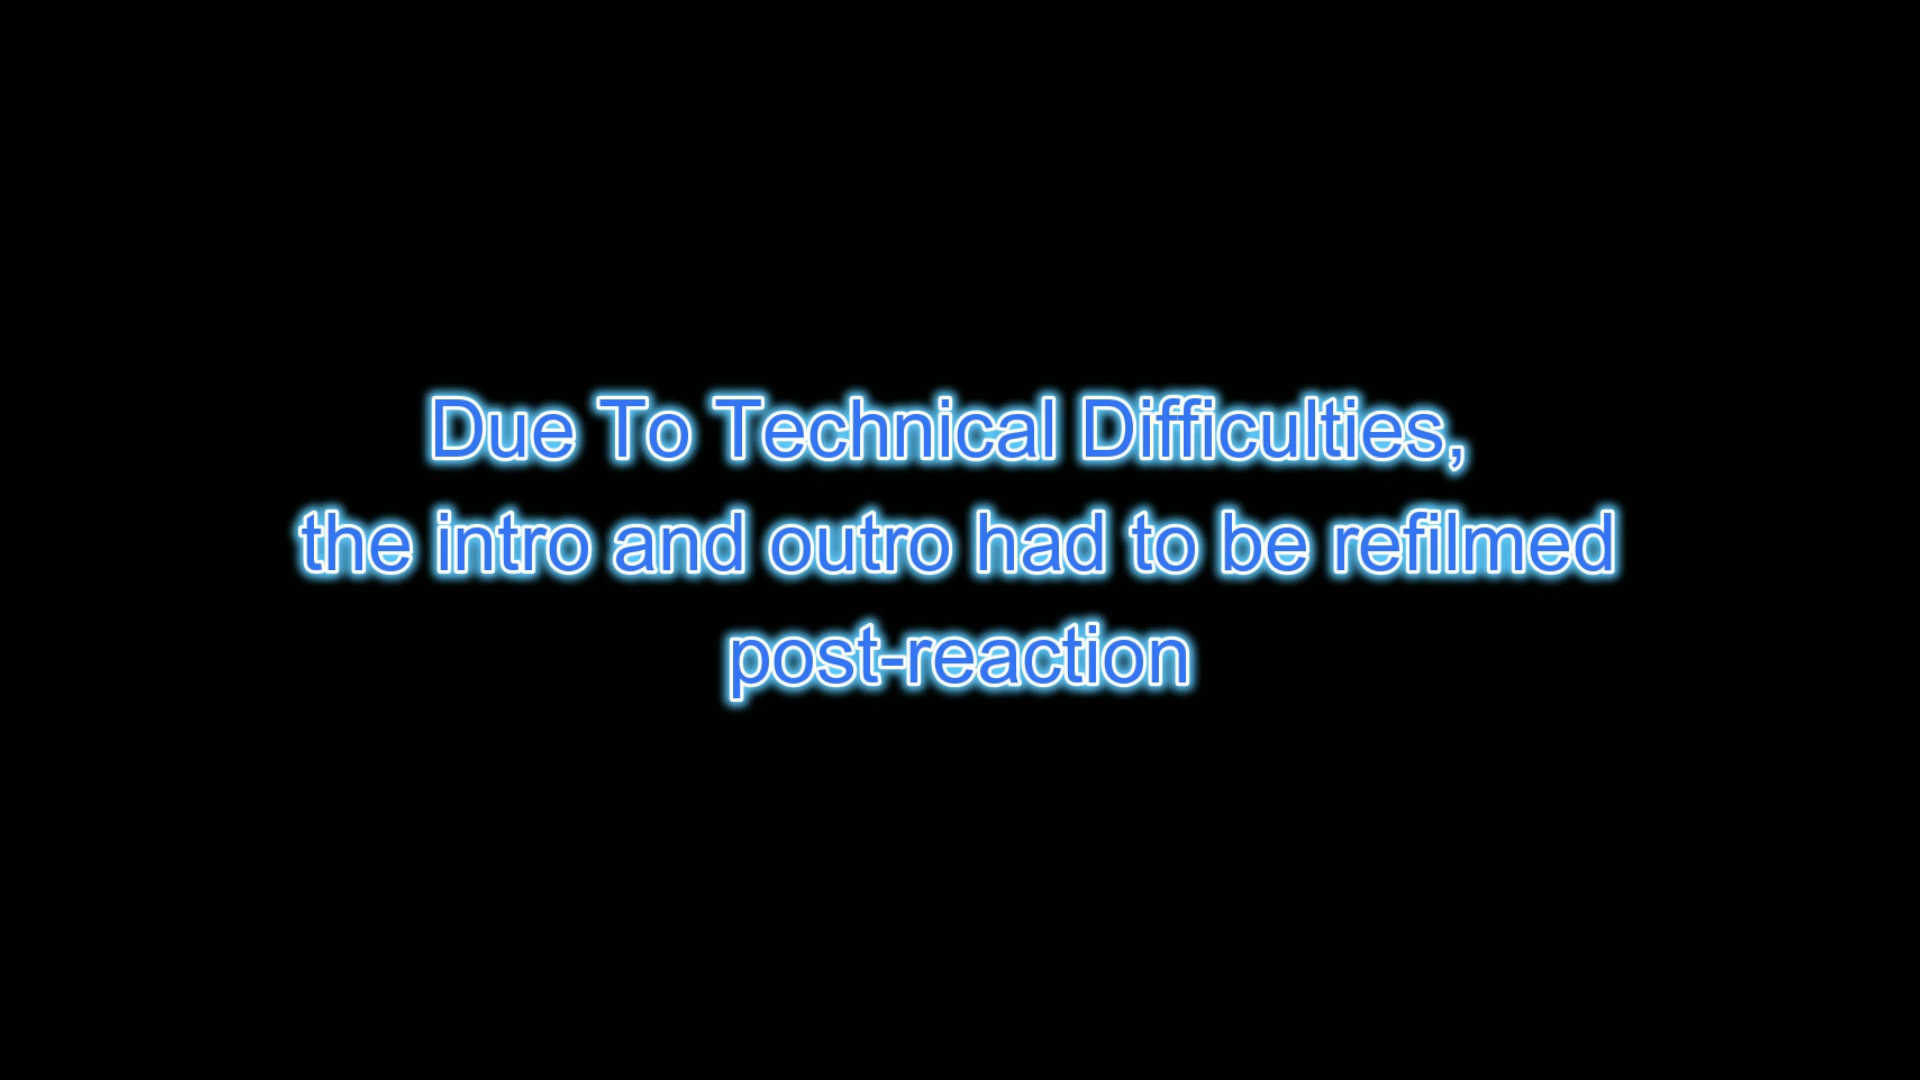 Due To Technical Difficulties,
the intro and outro had to be refilmed
post-reaction